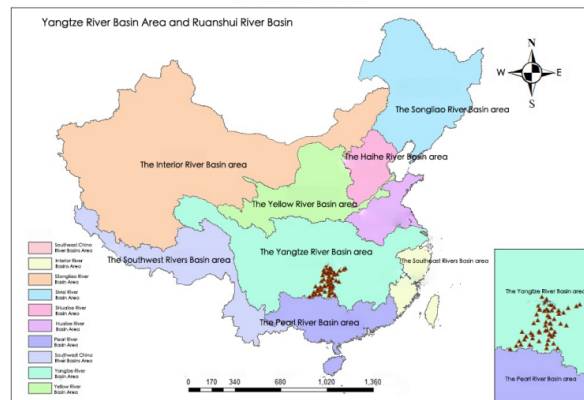 Yangtze River Basin Area and Ruanshui River Basin
N
W E
S
The Songliao River Basin area
The Interior River Basin area
The Haihe River Basin area
The Yellow River Basin area
The Yangtze River Basin area
The Southwest Rivers Basin area
The Southeast Rivers Basin area
The Pearl River Basin area
Southeast China
River Basins Area
Interior River
Basins Area
Songliao River
Basin Area
River
Basin Area
River
Basin Area
Huaihe River
Basin Area
Pearl River
Basin Area
Southwest China
River Basins Area
River
Basin Area
Yellow River
Basin Area
0 170 340 680 1,020 1,360
The Yangtze River Basin area
The Pearl River Basin area